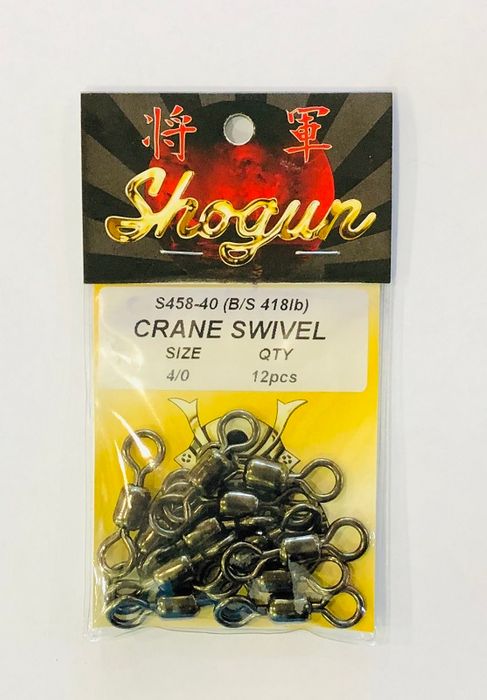 将 軍
Shogun
S458-40 (B/S 418lb)
CRANE SWIVEL
SIZE QTY
4/0 12pcs